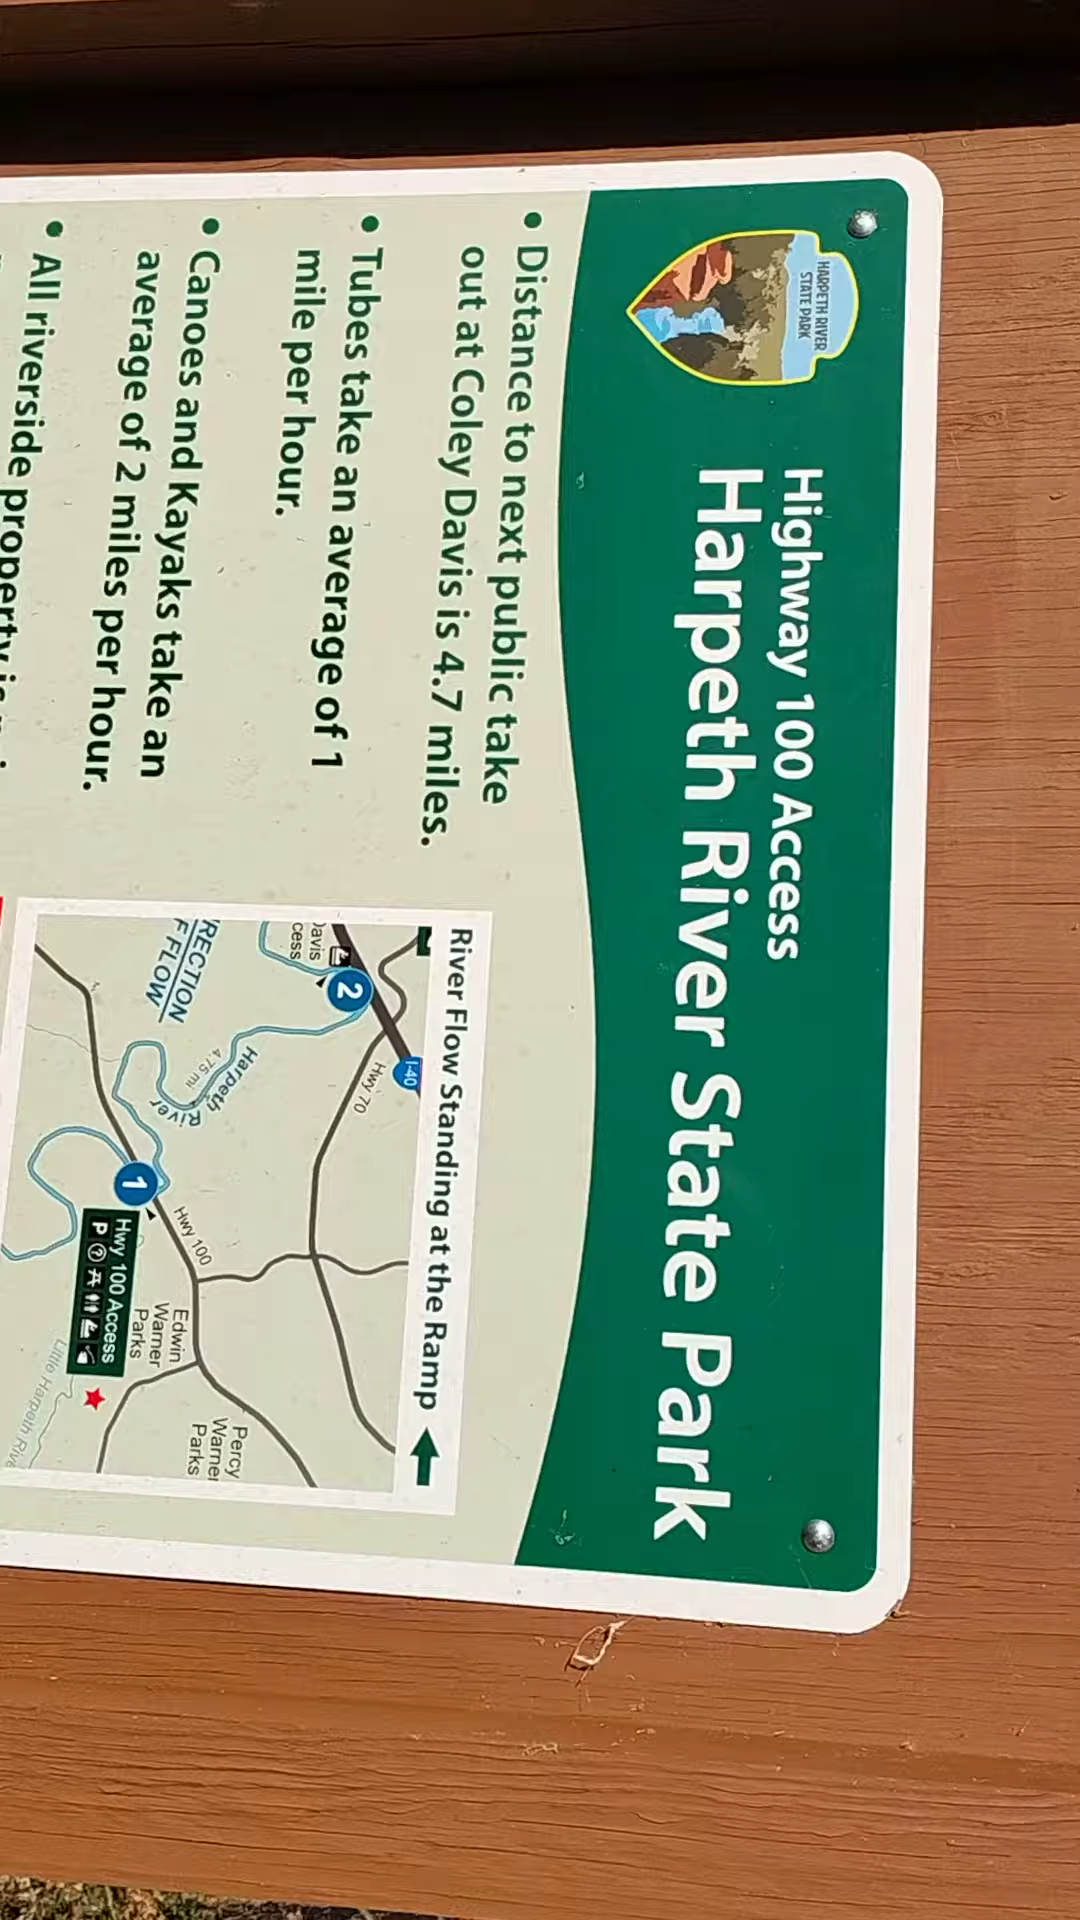 HARPETH RIVER
STATE PARK
Highway 100 Access
Harpeth River State Park
• Distance to next public take
out at Coley Davis is 4.7 miles.
• Tubes take an average of 1
mile per hour.
• Canoes and Kayaks take an
average of 2 miles per hour.
• All riverside property is
River Flow Standing at the Ramp
I-40
Hwy 70
2
Davis
cess
RECTION
F FLOW
Harpeth
River
4.75 mi
1
Hwy 100
Hwy 100 Access
P
Edwin
Warner
Parks
Percy
Warner
Parks
Little Harpeth Rive